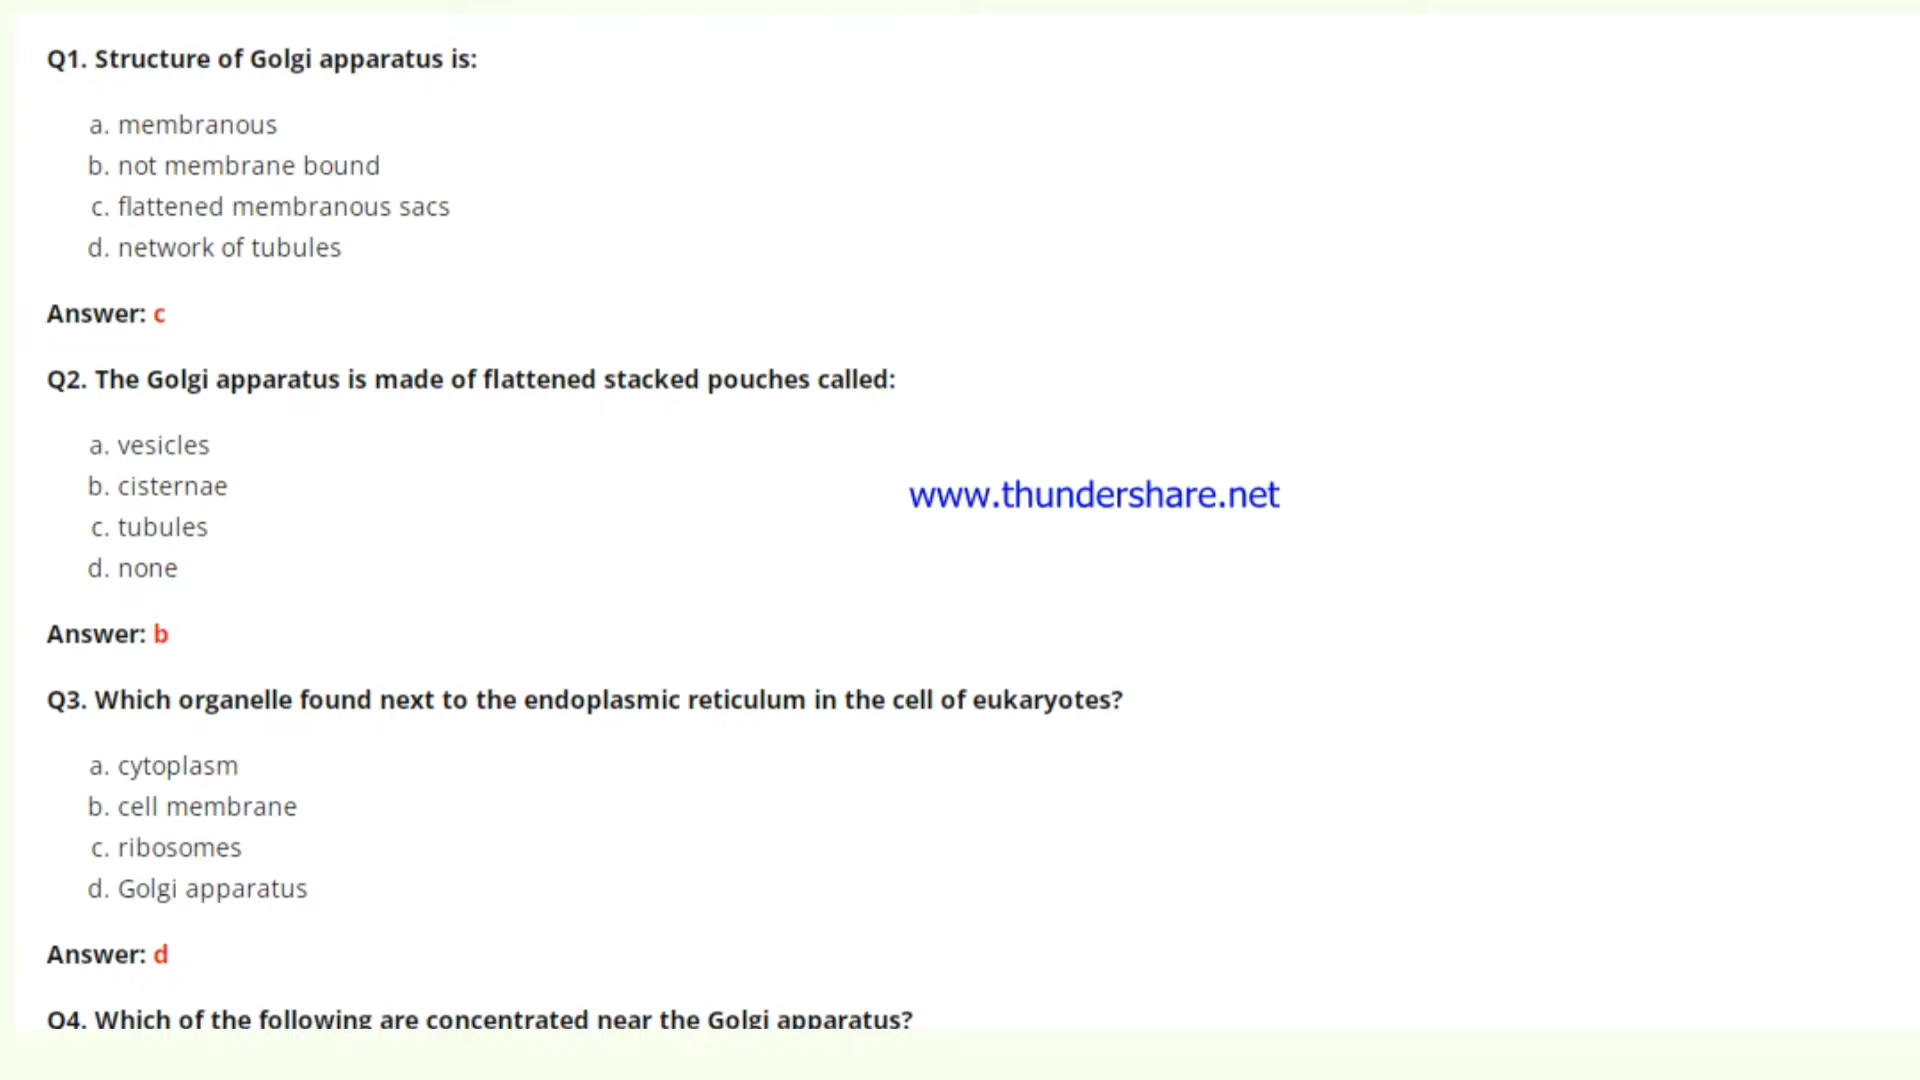 Q1. Structure of Golgi apparatus is:
a. membranous
b. not membrane bound
c. flattened membranous sacs
d. network of tubules
Answer: c
Q2. The Golgi apparatus is made of flattened stacked pouches called:
a. vesicles
b. cisternae
c. tubules
d. none
www.thundershare.net
Answer: b
Q3. Which organelle found next to the endoplasmic reticulum in the cell of eukaryotes?
a. cytoplasm
b. cell membrane
c. ribosomes
d. Golgi apparatus
Answer: d
Q4. Which of the following are concentrated near the Golgi apparatus?